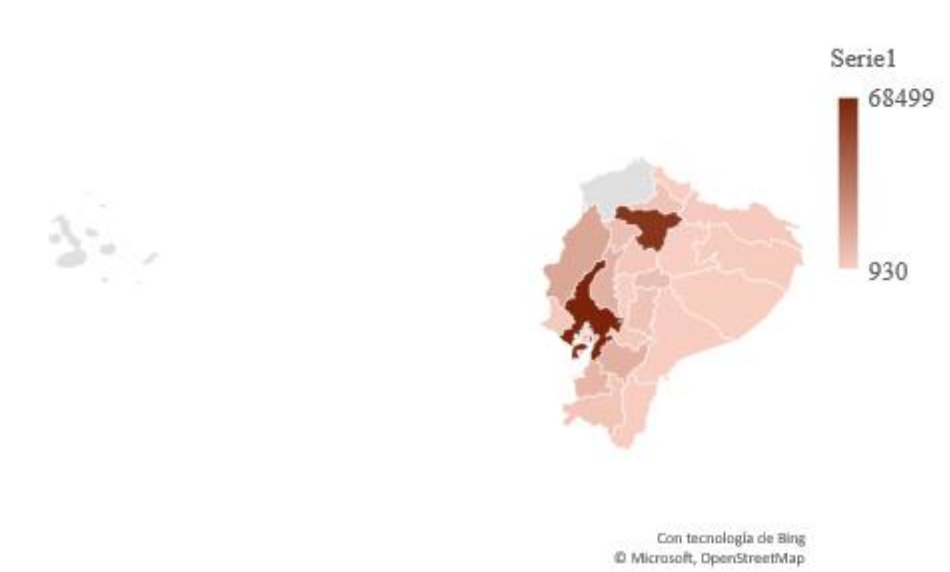 Serie1
68499
930
Con tecnología de Bing
© Microsoft, OpenStreetMap